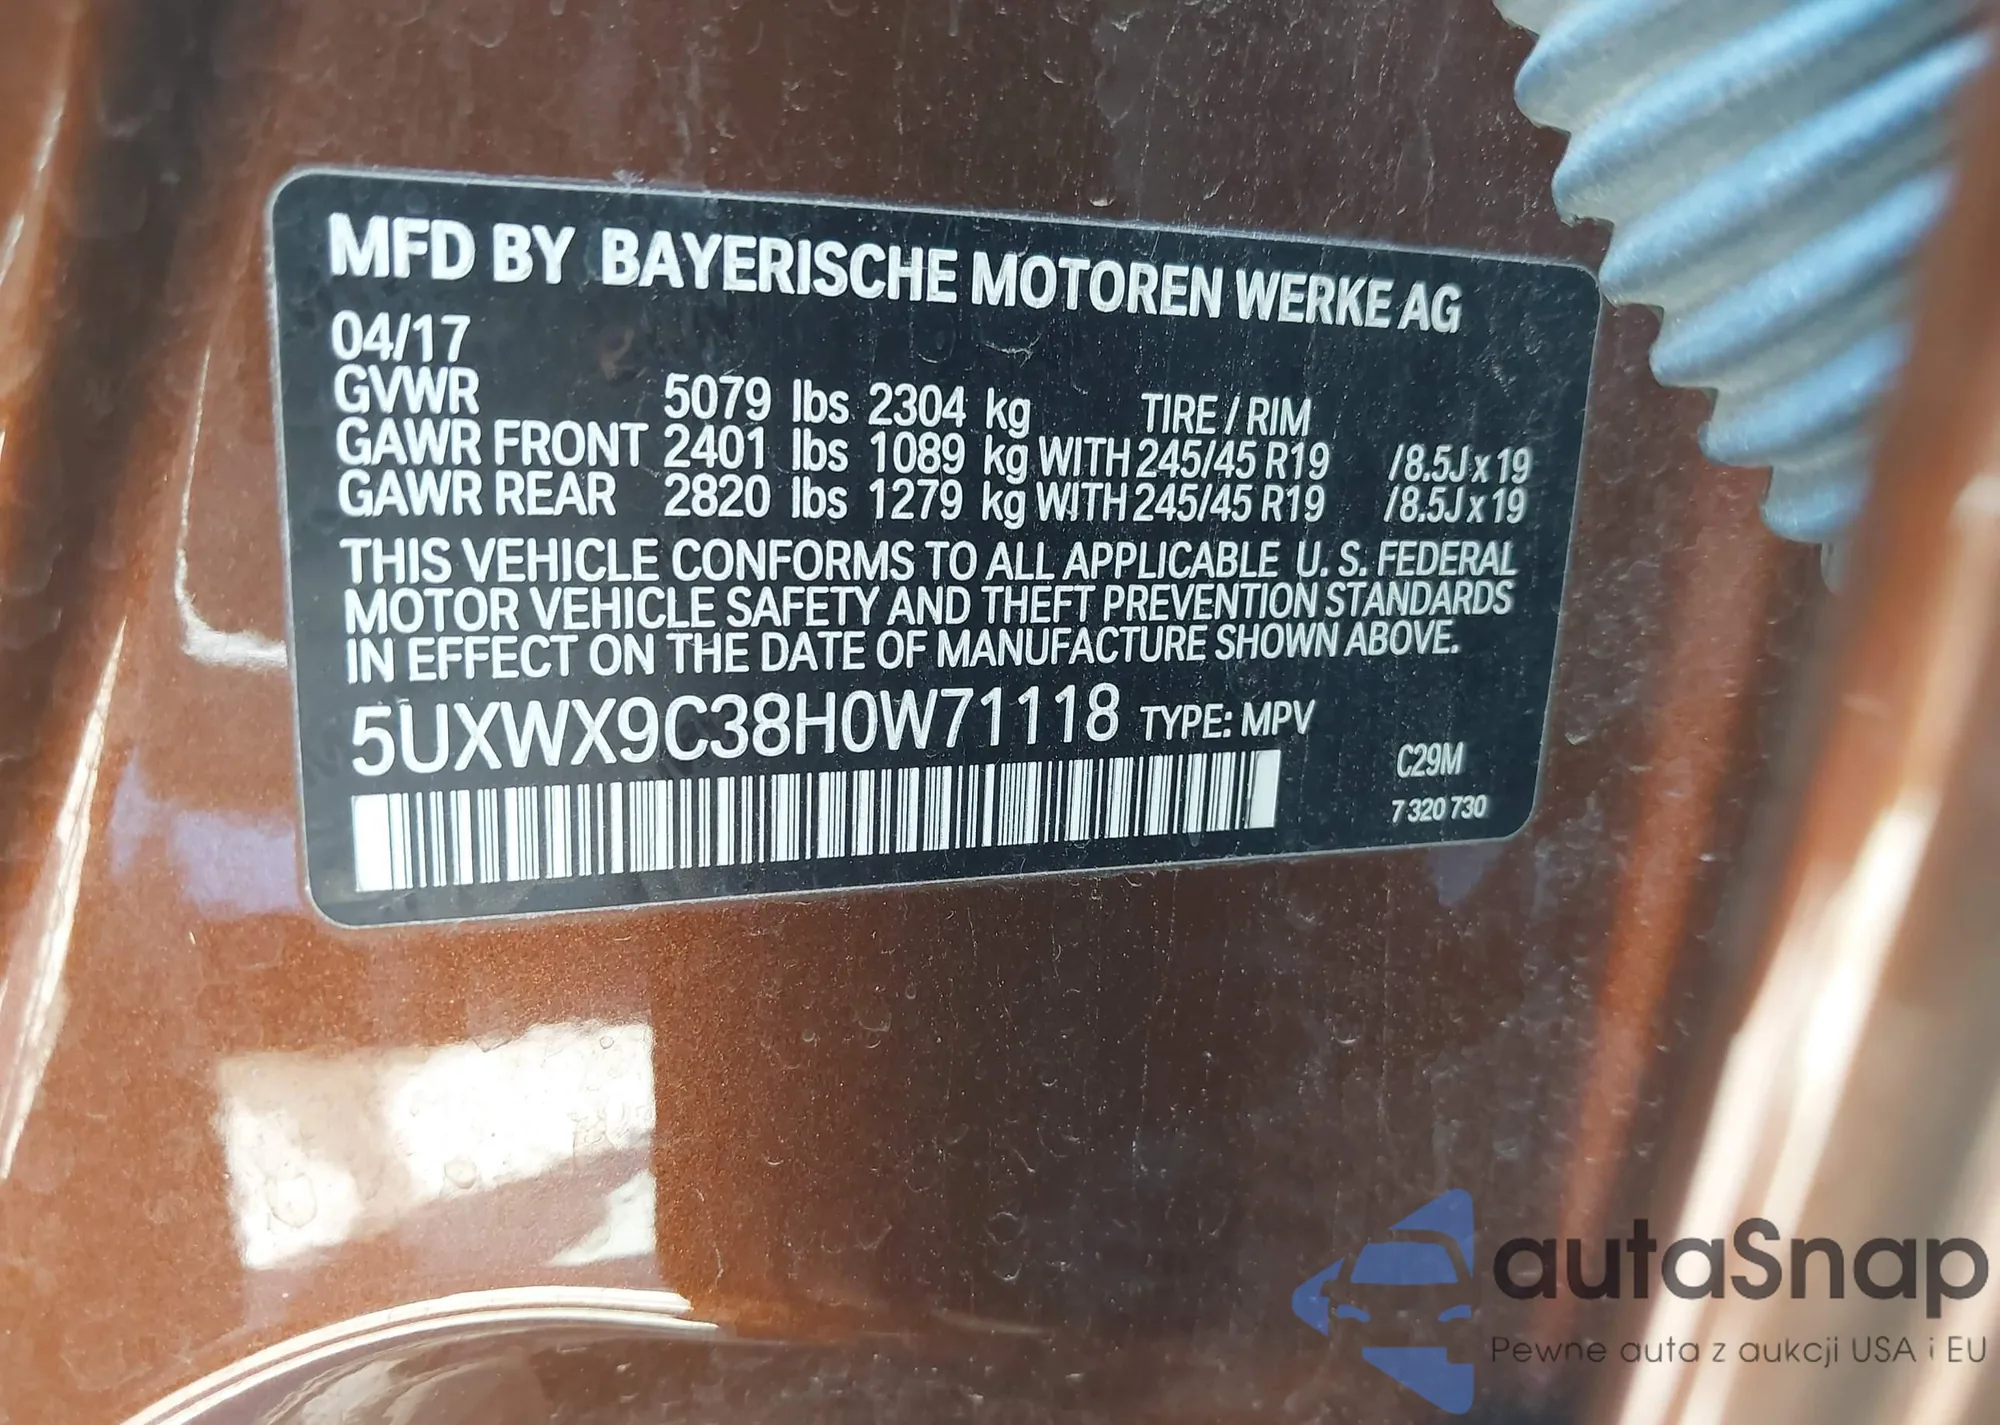 MFD BY BAYERISCHE MOTOREN WERKE AG
04/17
GVWR 5079 lbs 2304 kg TIRE / RIM
GAWR FRONT 2401 lbs 1089 kg WITH 245/45 R19 /8.5J x 19
GAWR REAR 2820 lbs 1279 kg WITH 245/45 R19 /8.5J x 19
THIS VEHICLE CONFORMS TO ALL APPLICABLE U. S. FEDERAL
MOTOR VEHICLE SAFETY AND THEFT PREVENTION STANDARDS
IN EFFECT ON THE DATE OF MANUFACTURE SHOWN ABOVE.
5UXWX9C38H0W71118 TYPE: MPV
C29M
7 320 730
autaSnap
Pewne auta z aukcji USA i EU